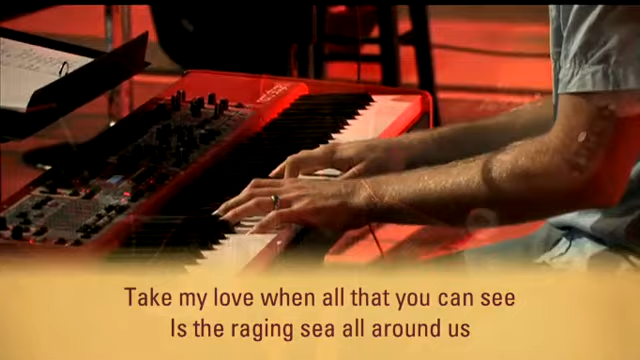 Take my love when all that you can see
Is the raging sea all around us